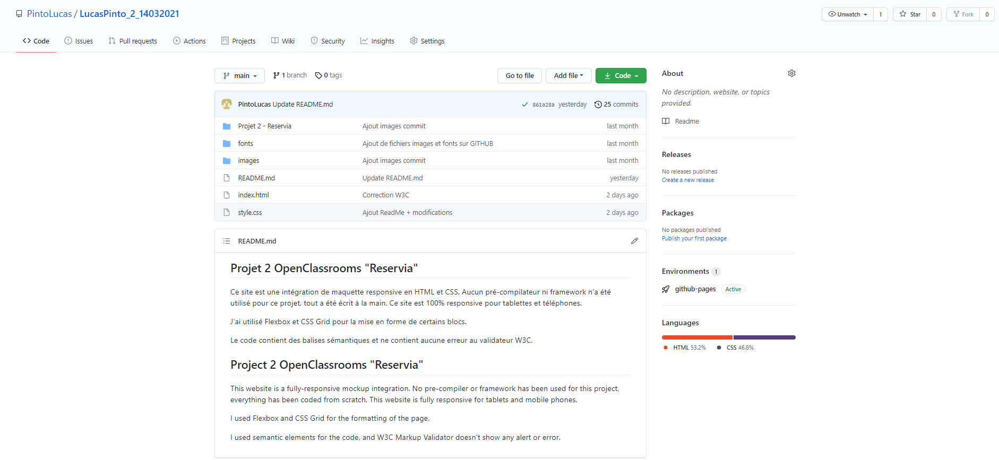 PintoLucas / LucasPinto_2_14032021
Unwatch 1 Star 0 Fork 0
Code Issues Pull requests Actions Projects Wiki Security Insights Settings
main 1 branch 0 tags Go to file Add file Code
PintoLucas Update README.md 861a28a yesterday 25 commits
Projet 2 - Reservia Ajout images commit last month
fonts Ajout de fichiers images et fonts sur GITHUB last month
images Ajout images commit last month
README.md Update README.md yesterday
index.html Correction W3C 2 days ago
style.css Ajout ReadMe + modifications 2 days ago
README.md
Projet 2 OpenClassrooms "Reservia"
Ce site est une intégration de maquette responsive en HTML et CSS. Aucun pré-compilateur ni framework n'a été
utilisé pour ce projet, tout a été écrit à la main. Ce site est 100% responsive pour tablettes et téléphones.
J'ai utilisé Flexbox et CSS Grid pour la mise en forme de certains blocs.
Le code contient des balises sémantiques et ne contient aucune erreur au validateur W3C.
Project 2 OpenClassrooms "Reservia"
This website is a fully-responsive mockup integration. No pre-compiler or framework has been used for this project,
everything has been coded from scratch. This website is fully responsive for tablets and mobile phones.
I used Flexbox and CSS Grid for the formatting of the page.
I used semantic elements for the code, and W3C Markup Validator doesn't show any alert or error.
About
No description, website, or topics
provided.
Readme
Releases
No releases published
Create a new release
Packages
No packages published
Publish your first package
Environments 1
github-pages Active
Languages
HTML 53.2% CSS 46.8%